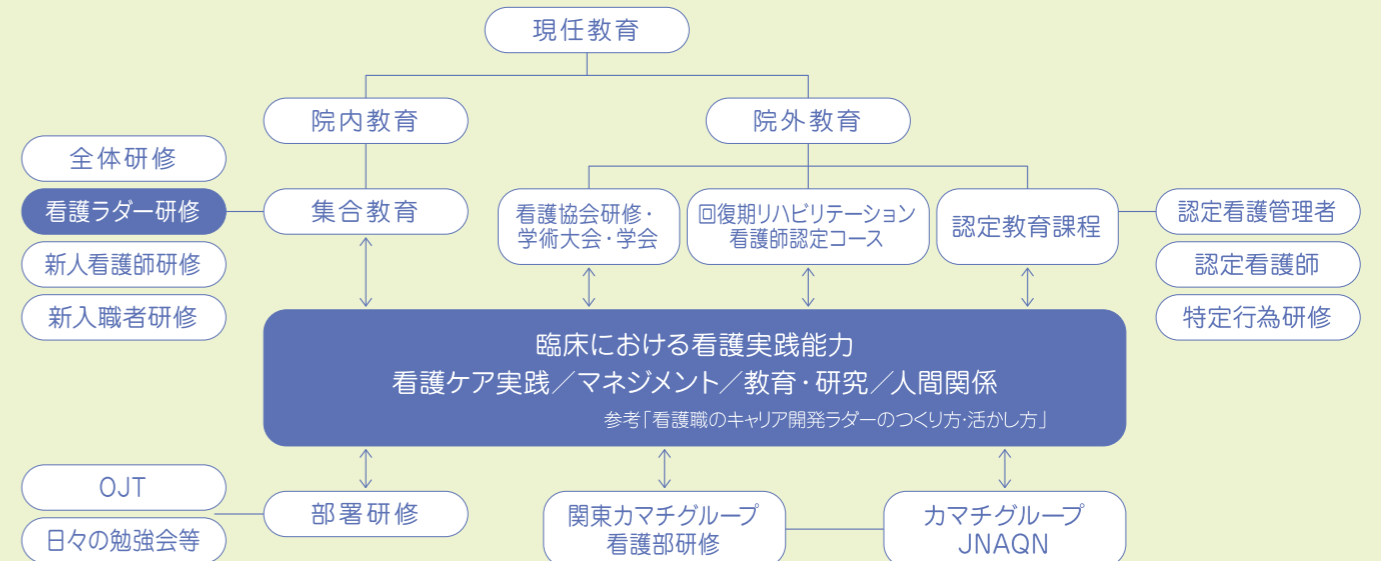 現任教育
院内教育
院外教育
全体研修
看護ラダー研修
新人看護師研修
新入職者研修
集合教育
看護協会研修・
学術大会・学会
回復期リハビリテーション
看護師認定コース
認定教育課程
認定看護管理者
認定看護師
特定行為研修
臨床における看護実践能力
看護ケア実践／マネジメント／教育・研究／人間関係
参考「看護職のキャリア開発ラダーのつくり方・活かし方」
OJT
日々の勉強会等
部署研修
関東カマチグループ
看護部研修
カマチグループ
JNAQN